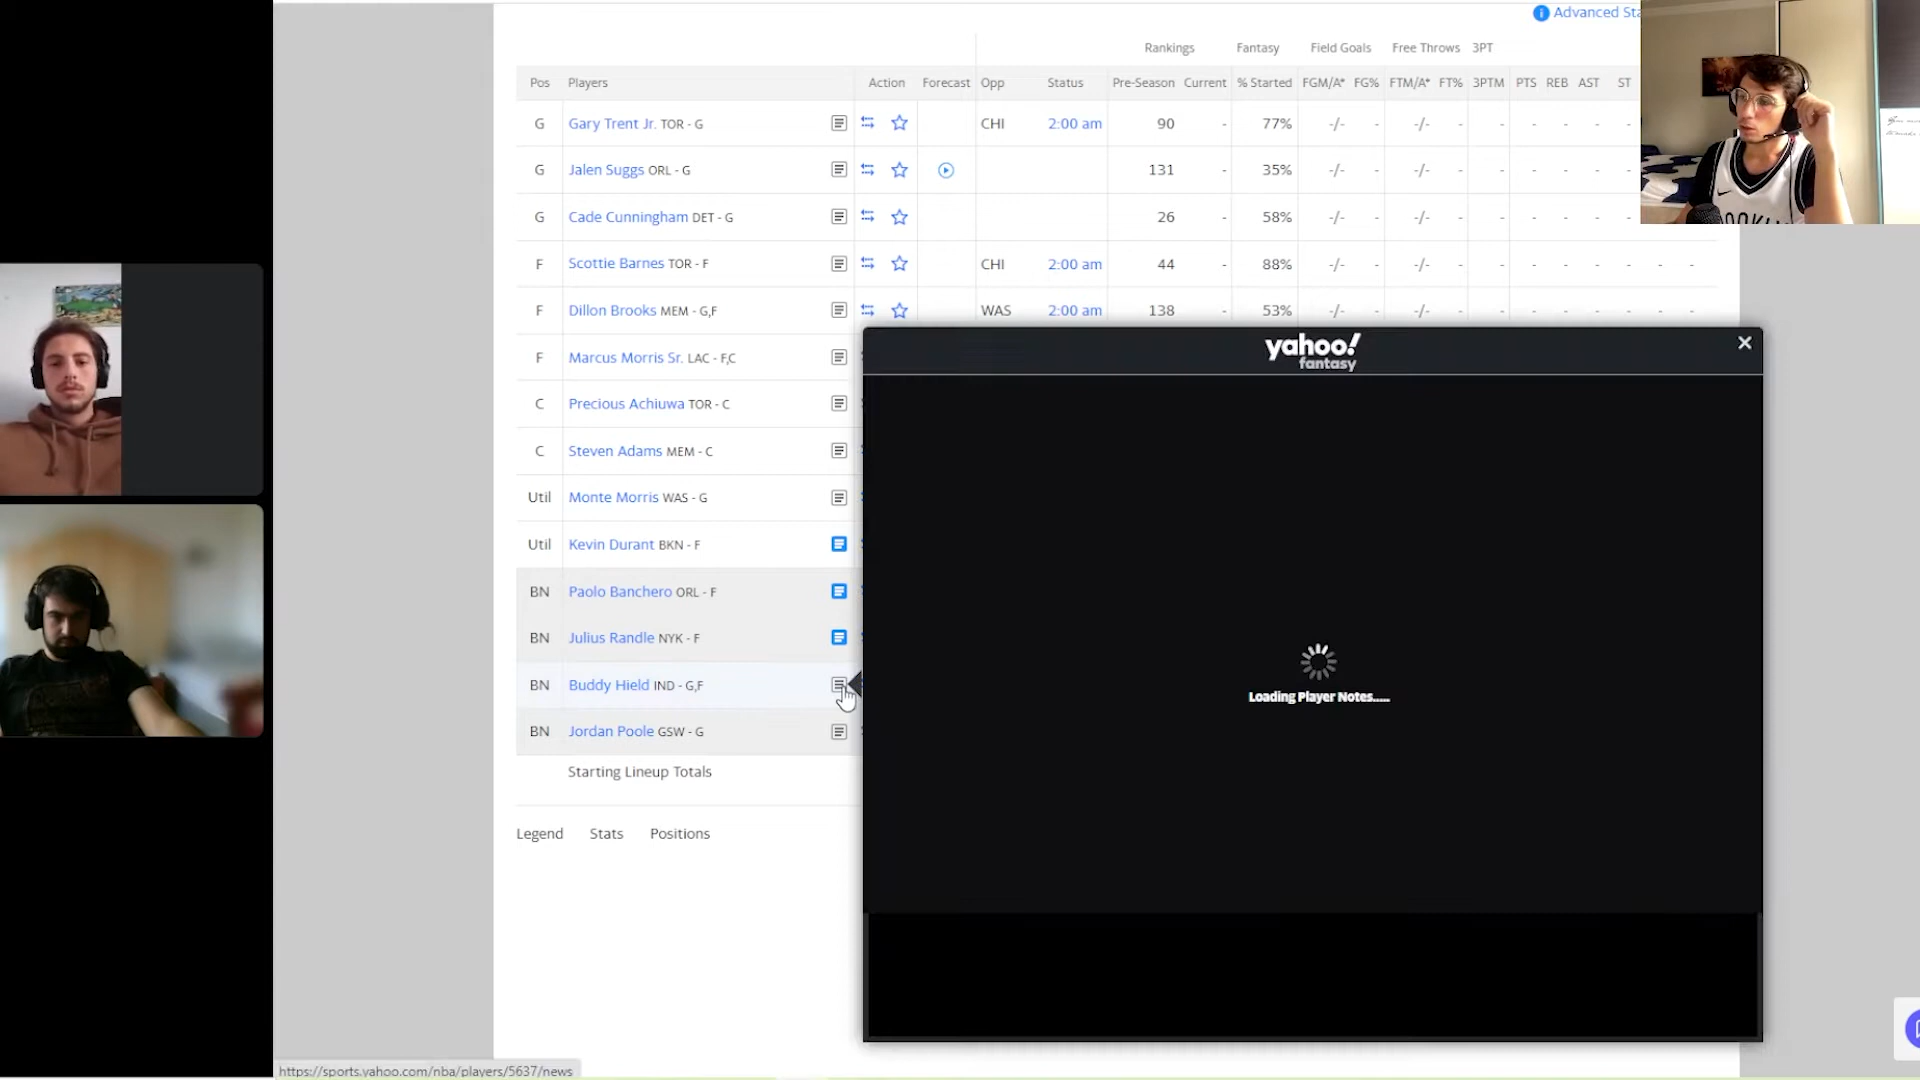 Advanced Sta
Rankings Fantasy Field Goals Free Throws 3PT
Pos Players Action Forecast Opp Status Pre-Season Current % Started FGM/A* FG% FTM/A* FT% 3PTM PTS REB AST ST
G Gary Trent Jr. TOR - G CHI 2:00 am 90 - 77% -/- - -/- - - - - - -
G Jalen Suggs ORL - G 131 - 35% -/- - -/- - - - - - -
G Cade Cunningham DET - G 26 - 58% -/- - -/- - - - - - -
F Scottie Barnes TOR - F CHI 2:00 am 44 - 88% -/- - -/- - - - - - - - -
F Dillon Brooks MEM - G,F WAS 2:00 am 138 - 53% -/- - -/- - - - - - - - -
F Marcus Morris Sr. LAC - F,C
C Precious Achiuwa TOR - C
C Steven Adams MEM - C
Util Monte Morris WAS - G
Util Kevin Durant BKN - F
BN Paolo Banchero ORL - F
BN Julius Randle NYK - F
BN Buddy Hield IND - G,F
BN Jordan Poole GSW - G
Starting Lineup Totals
Legend Stats Positions
yahoo!
fantasy
Loading Player Notes.....
https://sports.yahoo.com/nba/players/5637/news